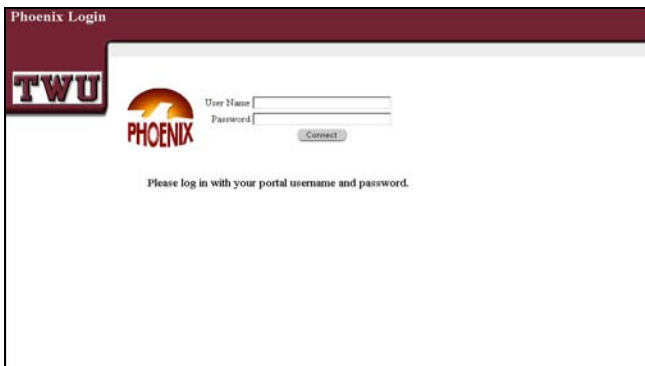 Phoenix Login
TWU
User Name
PHOENIX
Password
Connect
Please log in with your portal username and password.